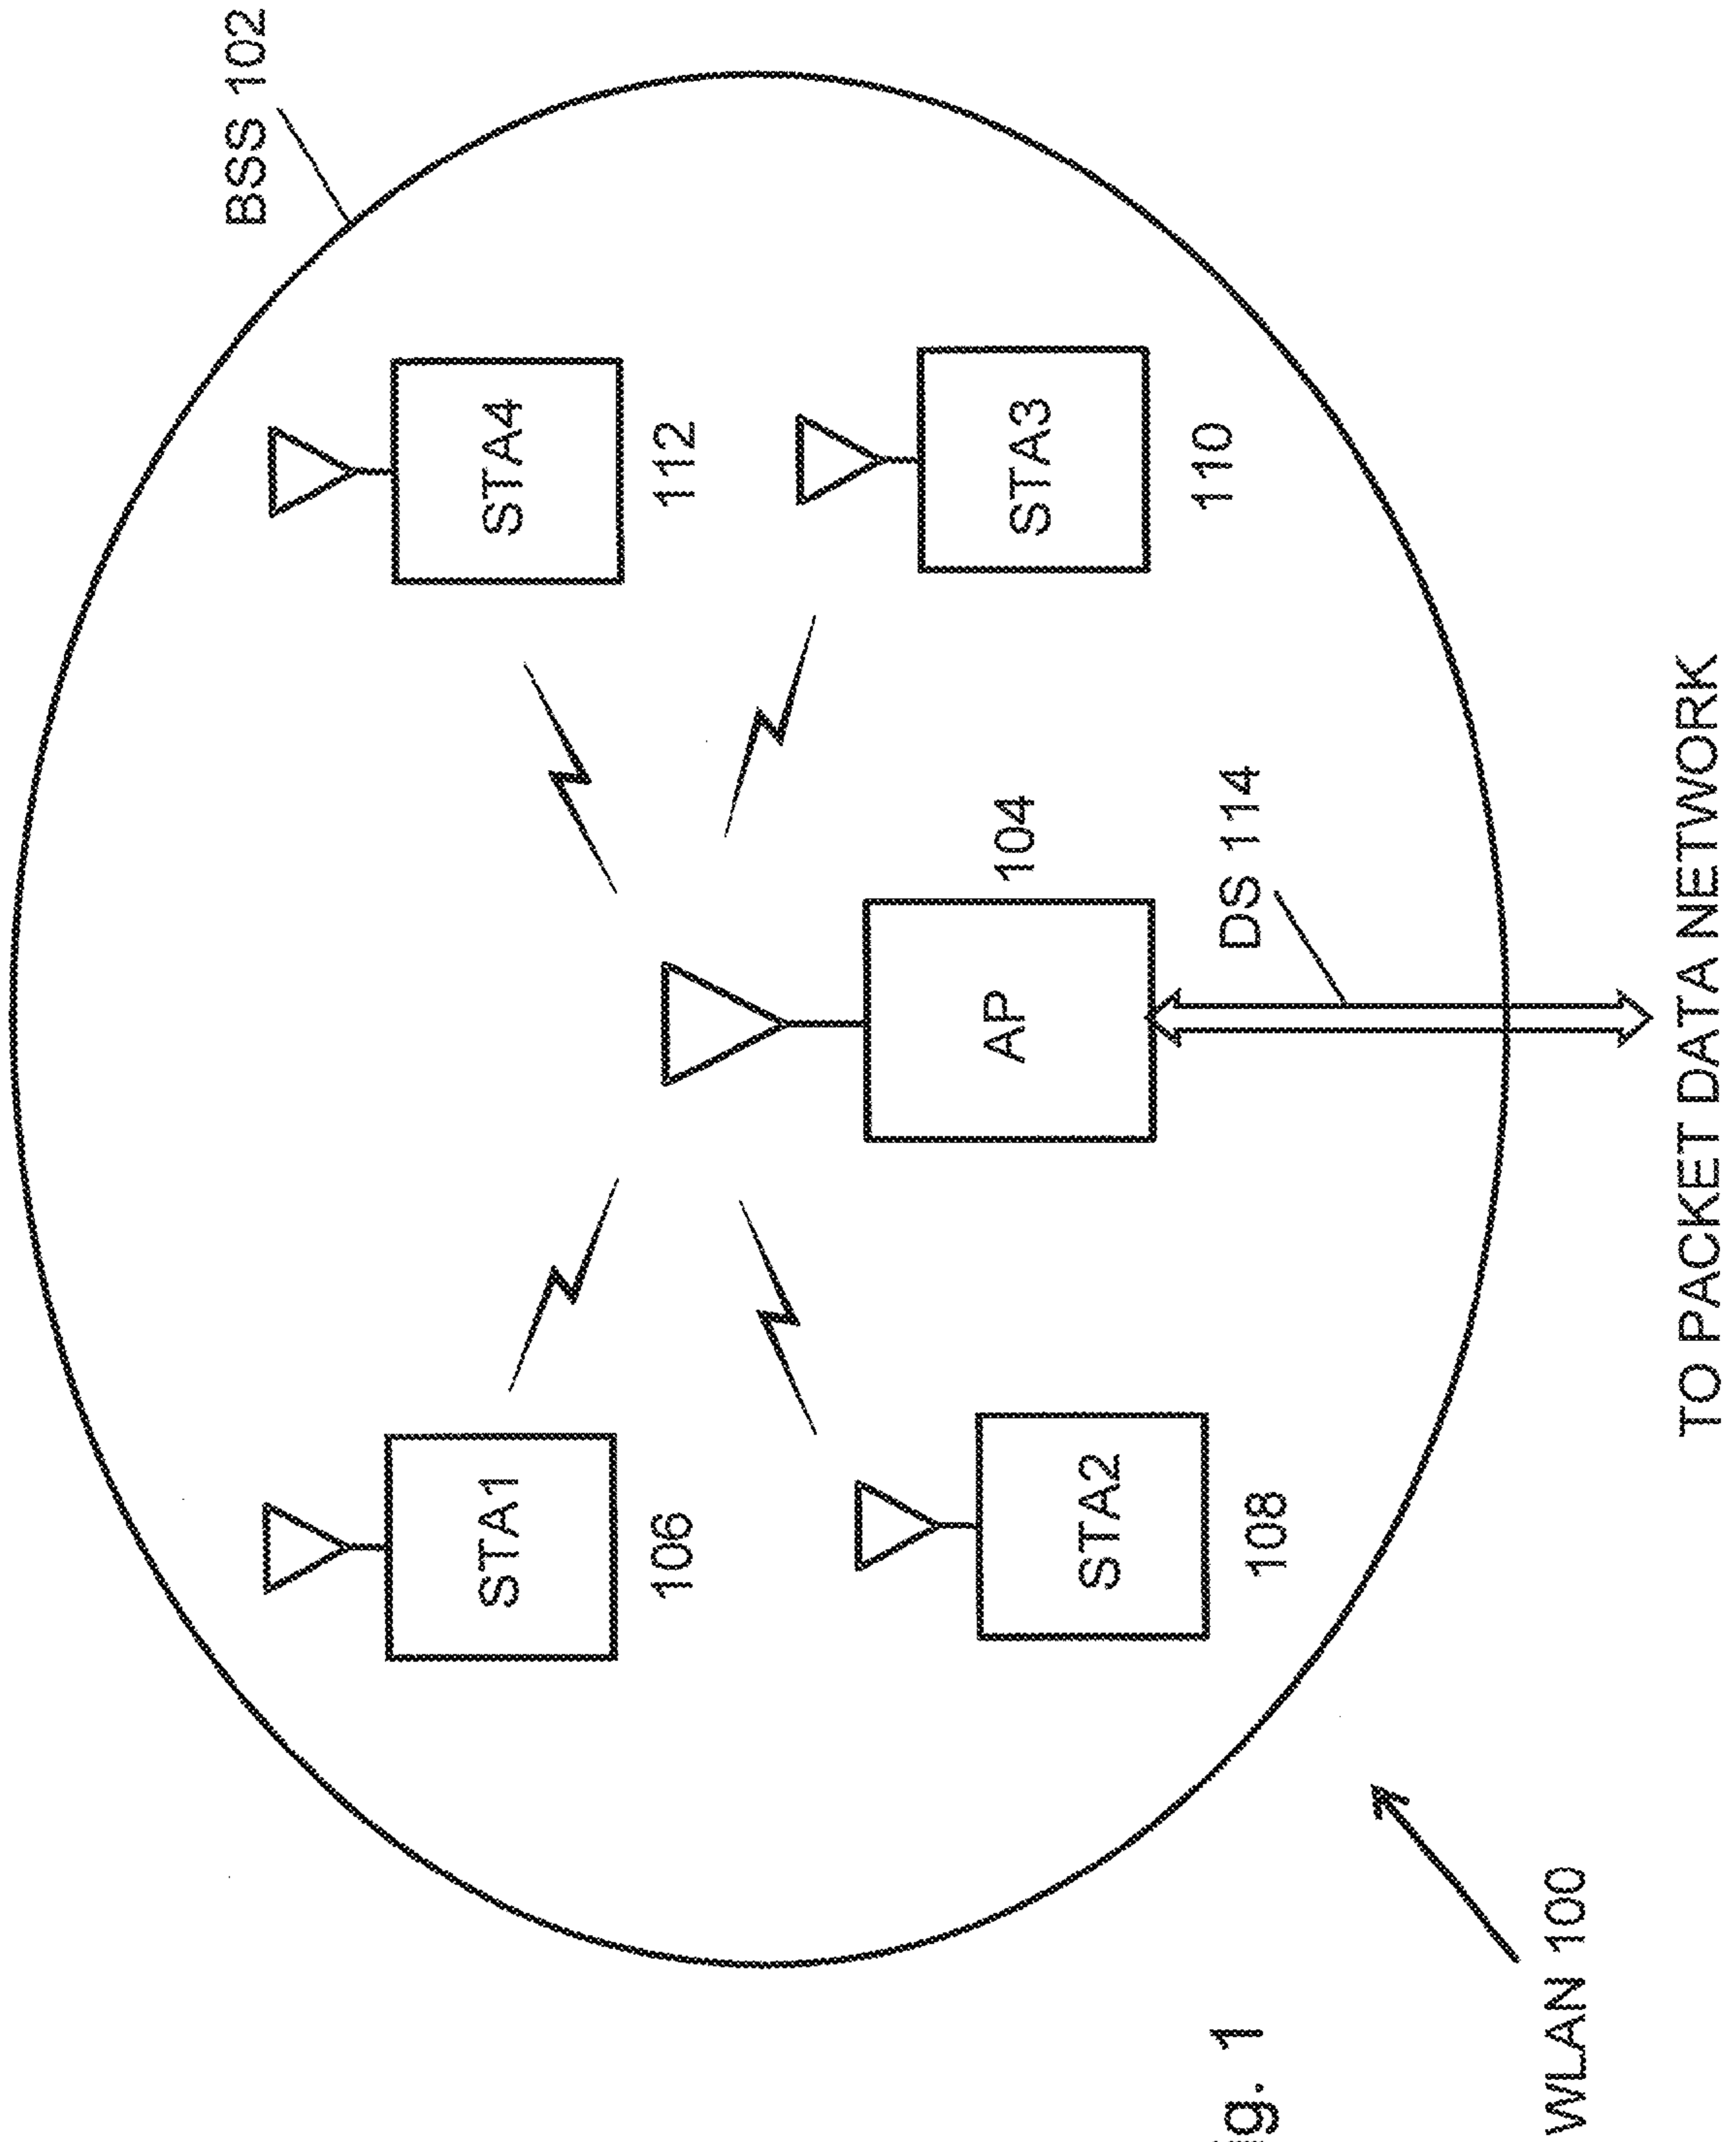 BSS 102
STA1
106
STA4
112
AP
104
STA2
108
STA3
110
DS 114
TO PACKET DATA NETWORK
WLAN 100
g. 1